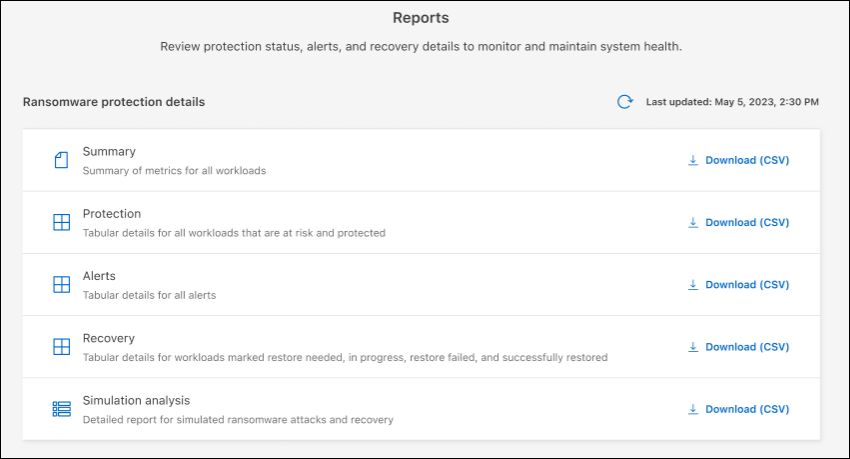 Reports
Review protection status, alerts, and recovery details to monitor and maintain system health.
Ransomware protection details
Last updated: May 5, 2023, 2:30 PM
Summary
Summary of metrics for all workloads
Download (CSV)
Protection
Tabular details for all workloads that are at risk and protected
Download (CSV)
Alerts
Tabular details for all alerts
Download (CSV)
Recovery
Tabular details for workloads marked restore needed, in progress, restore failed, and successfully restored
Download (CSV)
Simulation analysis
Detailed report for simulated ransomware attacks and recovery
Download (CSV)